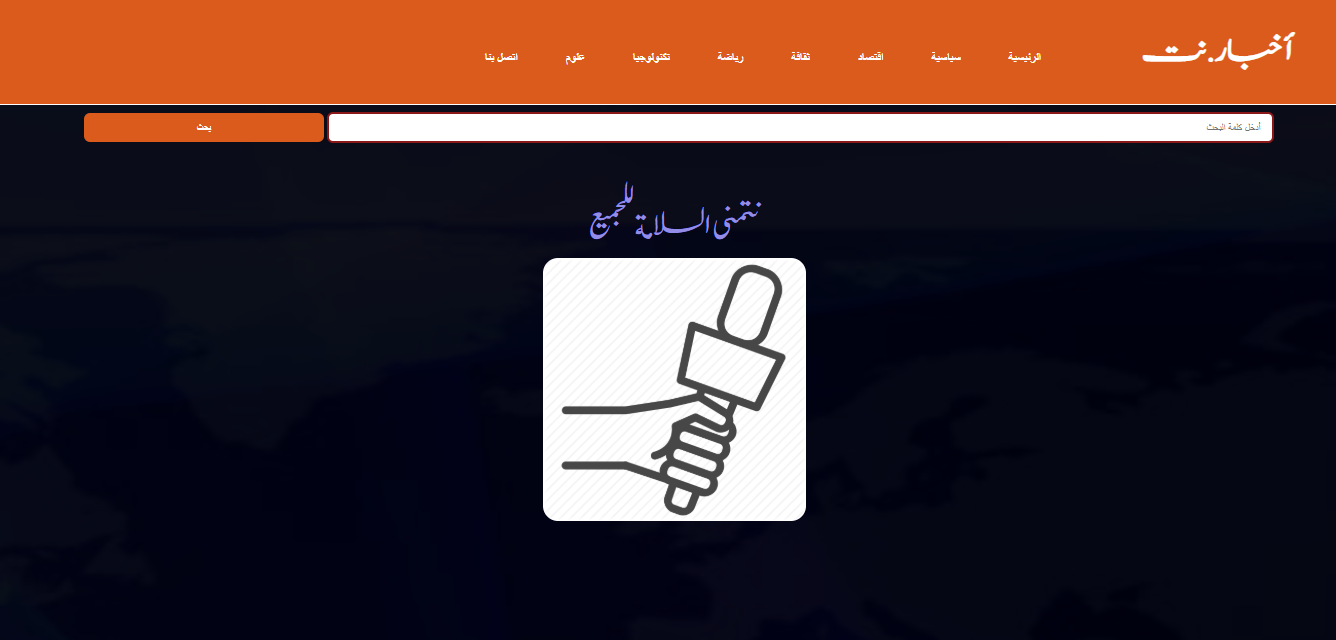 أخبار.نت
الرئيسية سياسية اقتصاد ثقافة رياضة تكنولوجيا علوم اتصل بنا
أدخل كلمة البحث بحث
نتمنى السلامة للجميع